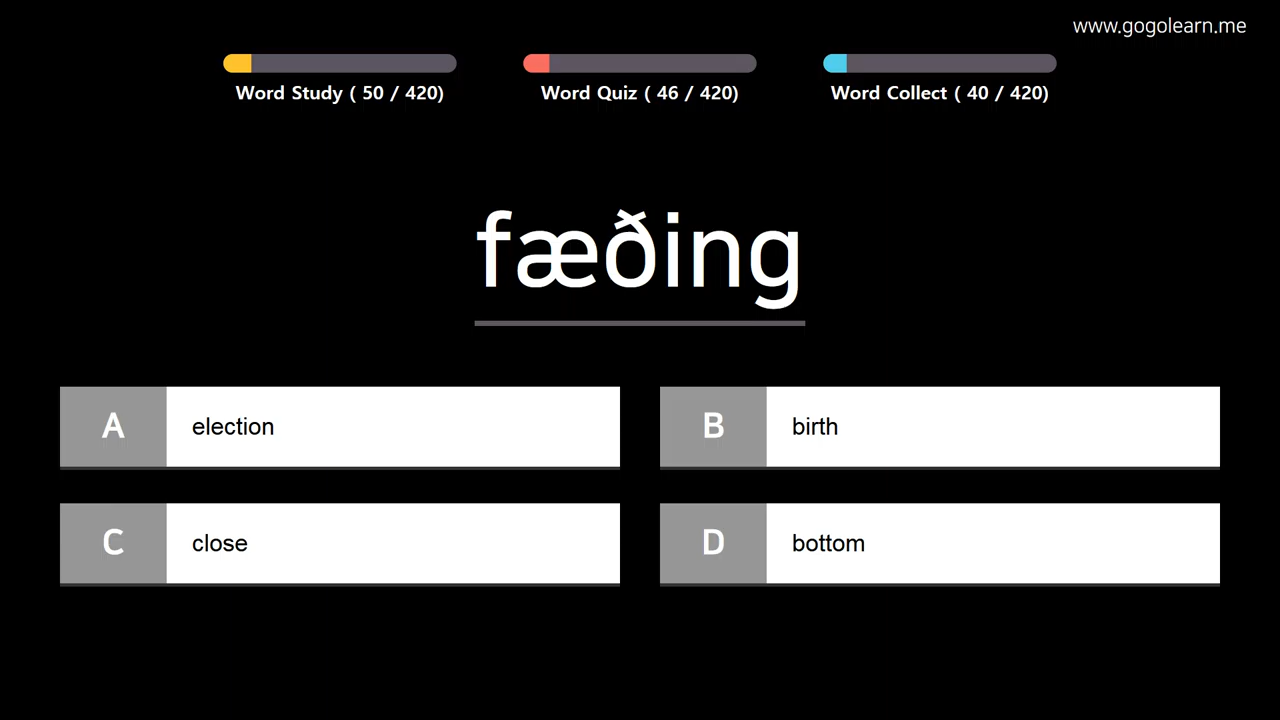 www.gogolearn.me
Word Study ( 50 / 420)
Word Quiz ( 46 / 420)
Word Collect ( 40 / 420)
fæðing
A election
B birth
C close
D bottom